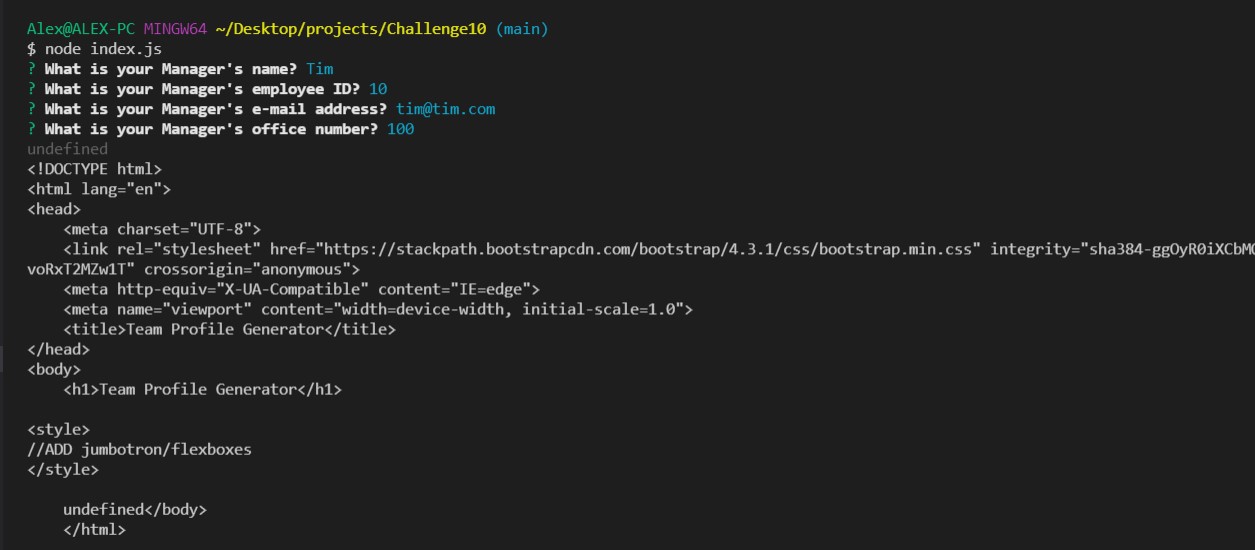 Alex@ALEX-PC MINGW64 ~/Desktop/projects/Challenge10 (main)
$ node index.js
? What is your Manager's name? Tim
? What is your Manager's employee ID? 10
? What is your Manager's e-mail address? tim@tim.com
? What is your Manager's office number? 100
undefined
<!DOCTYPE html>
<html lang="en">
<head>
    <meta charset="UTF-8">
    <link rel="stylesheet" href="https://stackpath.bootstrapcdn.com/bootstrap/4.3.1/css/bootstrap.min.css" integrity="sha384-ggOyR0iXCbM
voRxT2MZw1T" crossorigin="anonymous">
    <meta http-equiv="X-UA-Compatible" content="IE=edge">
    <meta name="viewport" content="width=device-width, initial-scale=1.0">
    <title>Team Profile Generator</title>
</head>
<body>
    <h1>Team Profile Generator</h1>

<style>
//ADD jumbotron/flexboxes
</style>

    undefined</body>
    </html>